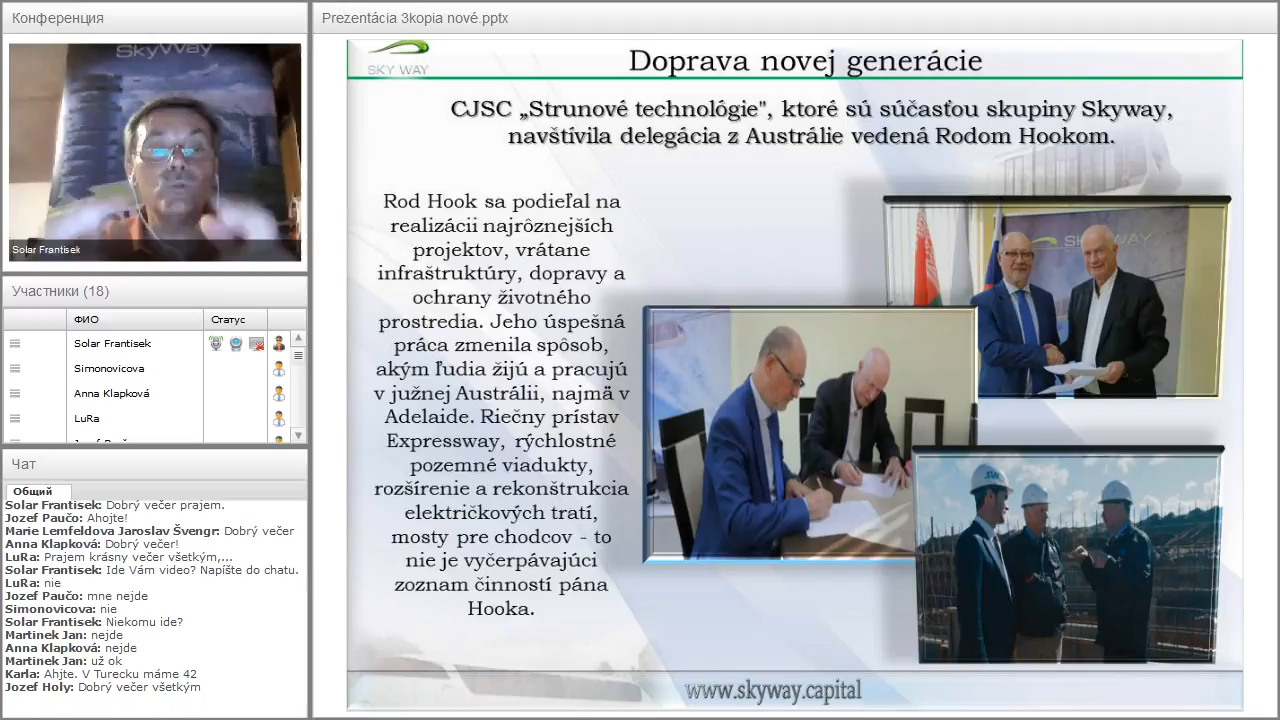 Конференция
SkyWay
Solar Frantisek
Участники (18)
ФИО
Статус
Solar Frantisek
Simonovicova
Anna Klapková
LuRa
Чат
Общий
Solar Frantisek: Dobrý večer prajem.
Jozef Paučo: Ahojte!
Marie Lemfeldova Jaroslav Švengr: Dobrý večer
Anna Klapková: Dobrý večer!
LuRa: Prajem krásny večer všetkým,...
Solar Frantisek: Ide Vám video? Napíšte do chatu.
LuRa: nie
Jozef Paučo: mne nejde
Simonovicova: nie
Solar Frantisek: Niekomu ide?
Martinek Jan: nejde
Anna Klapková: nejde
Martinek Jan: už ok
Karla: Ahjte. V Turecku máme 42
Jozef Holy: Dobrý večer všetkým
Prezentácia 3kopia nové.pptx
SKY WAY
Doprava novej generácie
CJSC „Strunové technológie", ktoré sú súčasťou skupiny Skyway,
navštívila delegácia z Austrálie vedená Rodom Hookom.
Rod Hook sa podieľal na
realizácii najrôznejších
projektov, vrátane
infraštruktúry, dopravy a
ochrany životného
prostredia. Jeho úspešná
práca zmenila spôsob,
akým ľudia žijú a pracujú
v južnej Austrálii, najmä v
Adelaide. Riečny prístav
Expressway, rýchlostné
pozemné viadukty,
rozšírenie a rekonštrukcia
električkových tratí,
mosty pre chodcov - to
nie je vyčerpávajúci
zoznam činností pána
Hooka.
SKYWAY
SW
www.skyway.capital